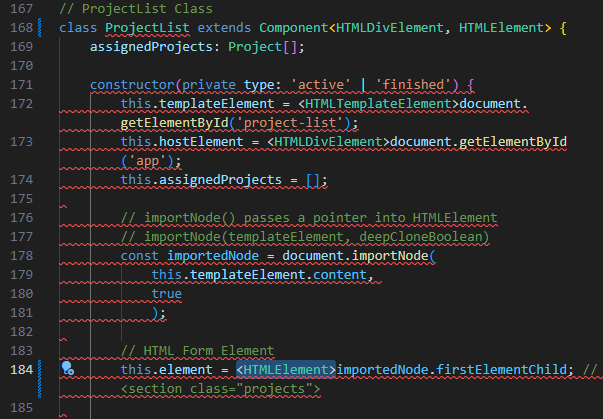 167 // ProjectList Class
168 class ProjectList extends Component<HTMLDivElement, HTMLElement> {
169 assignedProjects: Project[];
170
171 constructor(private type: 'active' | 'finished') {
172 this.templateElement = <HTMLTemplateElement>document.
getElementById('project-list');
173 this.hostElement = <HTMLDivElement>document.getElementById
('app');
174 this.assignedProjects = [];
175
176 // importNode() passes a pointer into HTMLElement
177 // importNode(templateElement, deepCloneBoolean)
178 const importedNode = document.importNode(
179 this.templateElement.content,
180 true
181 );
182
183 // HTML Form Element
184 this.element = <HTMLElement>importedNode.firstElementChild; //
<section class="projects">
185